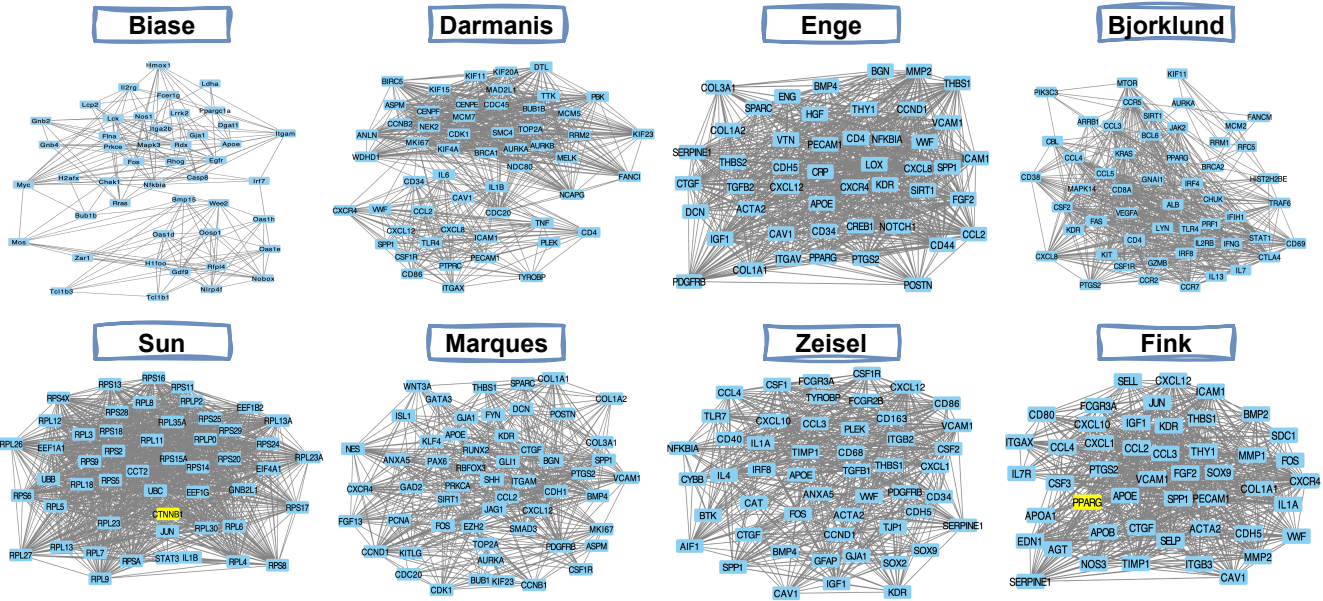 Biase
Darmanis
Enge
Bjorklund
Hmox1
Ldha
Il2rg
Fcer1g
Lcp2
Ppargc1a
Lrrk2
Nos1
Gnb2
Lck
Dgat1
Itga2b
Flna
Gja1
Itgam
Gnb4
Mapk3
Rdx
Apoe
Prkce
Fos
Rhog
Egfr
Myc
H2afx
Chek1
Nfkbia
Casp8
Irf7
Rras
Bmp15
Wee2
Bub1b
Oas1h
Mos
Oas1d
Oosp1
Oas1e
Zar1
H1foo
Rfpl4
Gdf9
Nobox
Tcl1b3
Tcl1b1
Nlrp4f
DTL
KIF20A
KIF11
BIRC5
MAD2L1
KIF15
TTK
PBK
ASPM
CENPF
CENPE
CDC45
BUB1B
MCM5
MCM7
CCNB2
NEK2
CDK1
SMC4
TOP2A
RRM2
KIF23
ANLN
MKI67
KIF4A
BRCA1
AURKA
AURKB
MELK
WDHD1
NDC80
FANCI
IL6
CD34
IL1B
NCAPG
CAV1
CXCR4
VWF
CCL2
CDC20
TNF
CXCL12
CXCL8
CD4
SPP1
TLR4
ICAM1
PLEK
CSF1R
PTPRC
PECAM1
CD86
TYROBP
ITGAX
BGN
MMP2
COL3A1
BMP4
THBS1
ENG
SPARC
HGF
THY1
CCND1
COL1A2
VCAM1
VTN
PECAM1
CD4
NFKBIA
VWF
SERPINE1
THBS2
CDH5
CRP
LOX
CXCL8
ICAM1
SPP1
CTGF
TGFB2
CXCL12
CXCR4
KDR
SIRT1
FGF2
DCN
ACTA2
APOE
IGF1
CAV1
CD34
CREB1
NOTCH1
CCL2
CD44
ITGAV
PPARG
PTGS2
COL1A1
PDGFRB
POSTN
KIF11
MTOR
PIK3C3
CCR5
AURKA
SIRT1
FANCM
ARRB1
CCL3
JAK2
MCM2
BCL6
RRM1
CBL
RFC5
CCL4
KRAS
PPARG
BRCA2
CD38
CCL5
GNAI1
IRF4
HIST2H2BE
MAPK14
CD8A
CHUK
CSF2
VEGFA
ALB
TRAF6
FAS
PRF1
IFIH1
KDR
LYN
TLR4
STAT1
CD4
IL2RB
IFNG
CD69
CXCL8
KIT
IRF8
CTLA4
CSF1R
GZMB
IL7
IL13
PTGS2
CCR2
CCR7
Sun
Marques
Zeisel
Fink
RPS16
RPS13
RPS11
RPS4X
RPL8
RPLP2
EEF1B2
RPS28
RPL12
RPL35A
RPS25
RPL13A
RPL3
RPS18
RPS29
RPL26
RPL11
RPLP0
RPS24
EEF1A1
RPS2
RPL23A
RPS9
RPS15A
RPS14
RPS20
EIF4A1
UBB
CCT2
RPL18
RPS5
UBC
EEF1G
GNB2L1
RPS6
RPL5
RPS17
CTNNB1
RPL23
JUN
RPL30
RPL6
RPL13
RPL7
RPL27
RPSA
STAT3
IL1B
RPL4
RPS8
RPL9
COL1A1
SPARC
THBS1
WNT3A
GATA3
COL1A2
DCN
ISL1
GJA1
FYN
POSTN
KLF4
APOE
KDR
NES
RUNX2
CTGF
COL3A1
ANXA5
PAX6
RBFOX3
GLI1
BGN
SPP1
PTGS2
VCAM1
SHH
ITGAM
CXCR4
GAD2
PRKCA
CDH1
SIRT1
CCL2
BMP4
JAG1
CXCL12
FGF13
PCNA
FOS
EZH2
SMAD3
MKI67
TOP2A
CCND1
KITLG
PDGFRB
ASPM
AURKA
CDC20
BUB1
KIF23
CSF1R
CDK1
CCNB1
CSF1R
FCGR3A
CSF1
CXCL12
CCL4
TYROBP
FCGR2B
CD86
TLR7
CXCL10
CD163
CCL3
PLEK
VCAM1
NFKBIA
CD40
IL1A
ITGB2
CSF2
TIMP1
CD68
IRF8
CYBB
IL4
TGFB1
THBS1
CXCL1
APOE
ANXA5
PDGFRB
CD34
CAT
VWF
BTK
FOS
ACTA2
CDH5
SERPINE1
CCND1
TJP1
AIF1
CTGF
BMP4
GJA1
SOX9
GFAP
SOX2
SPP1
IGF1
CAV1
KDR
SELL
CXCL12
FCGR3A
JUN
ICAM1
CD80
CXCL10
IGF1
THBS1
BMP2
KDR
ITGAX
CCL4
CXCL1
CCL2
THY1
SDC1
CCL3
MMP1
IL7R
PTGS2
FGF2
SOX9
FOS
CSF3
VCAM1
COL1A1
CXCR4
PPARG
APOE
SPP1
PECAM1
IL1A
APOA1
CTGF
ACTA2
EDN1
APOB
CDH5
VWF
AGT
SELP
NOS3
TIMP1
ITGB3
MMP2
SERPINE1
CAV1